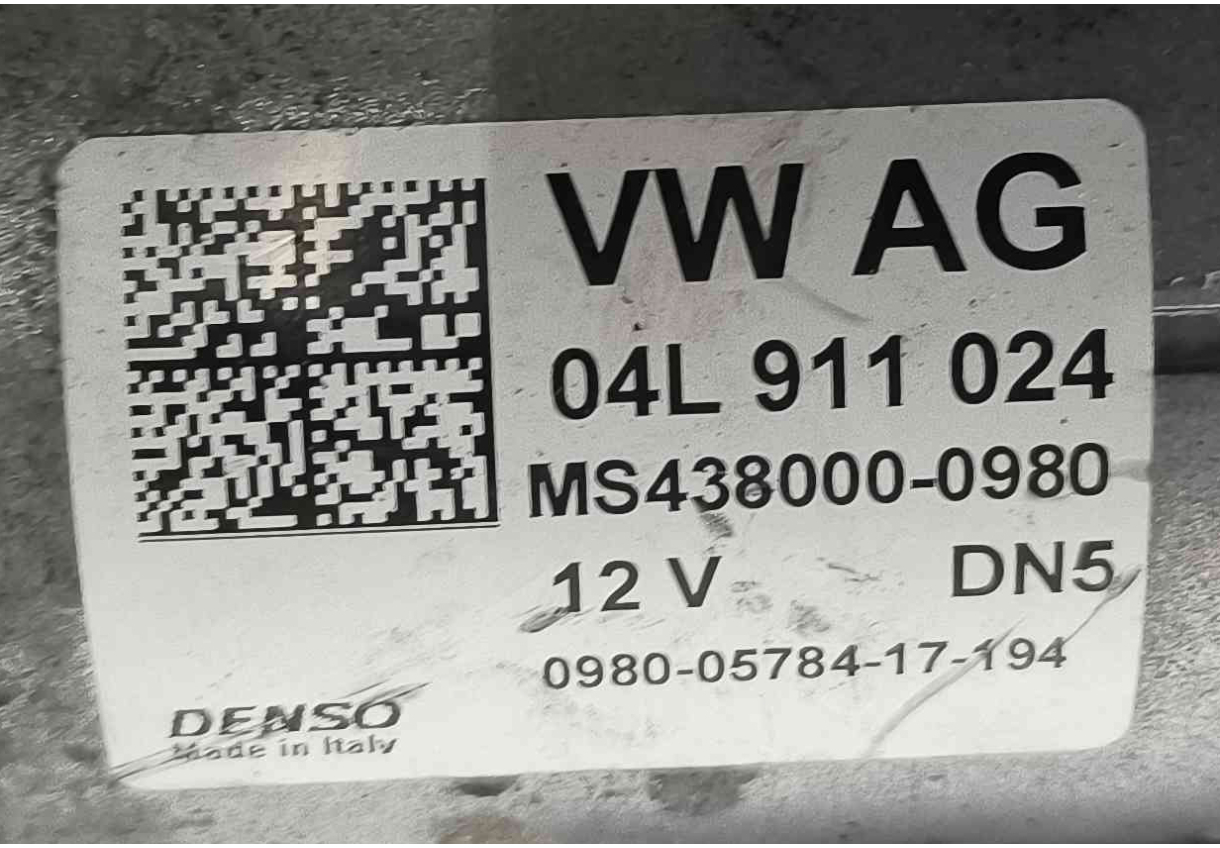 VW AG
04L 911 024
MS438000-0980
12 V DN5
0980-05784-17-194
DENSO
Made in Italy